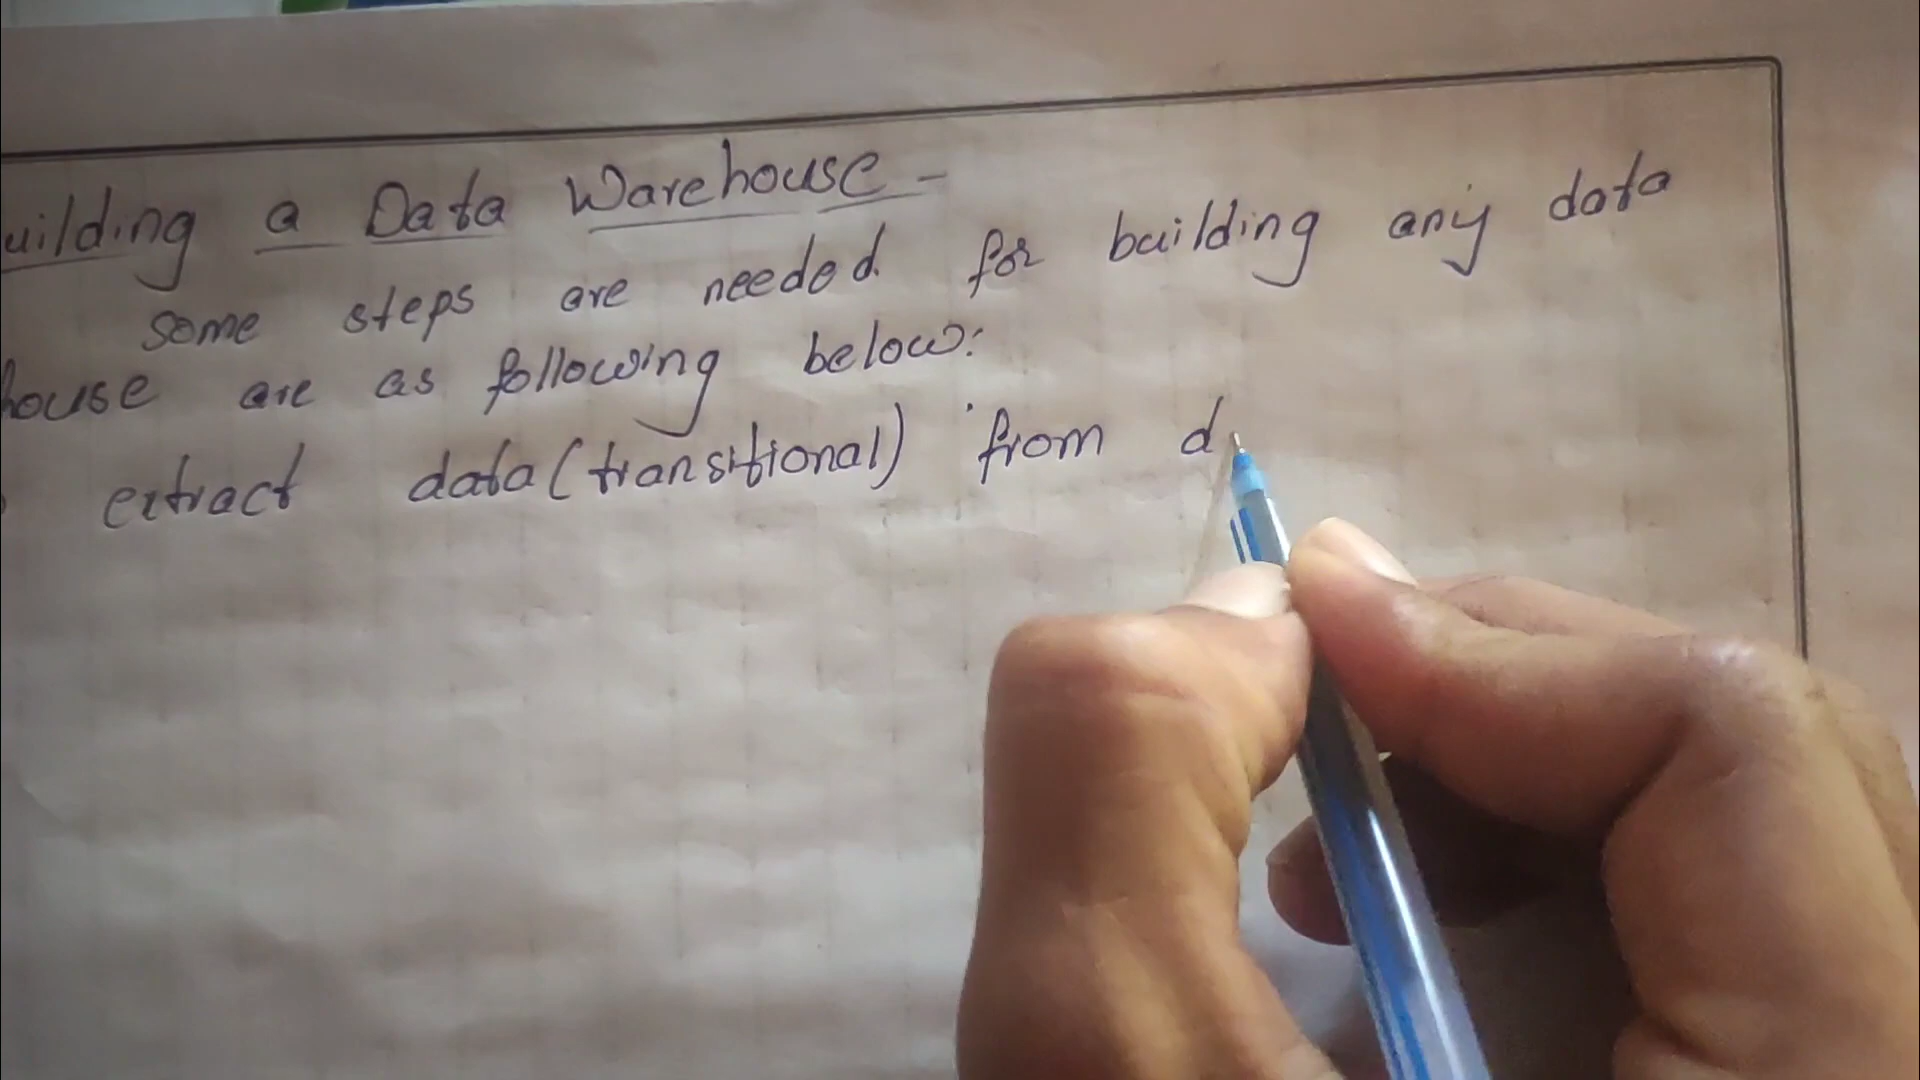 uilding a Data Warehouse -
some steps are needed for building any data
house are as following below:
extract data (transitional) from d